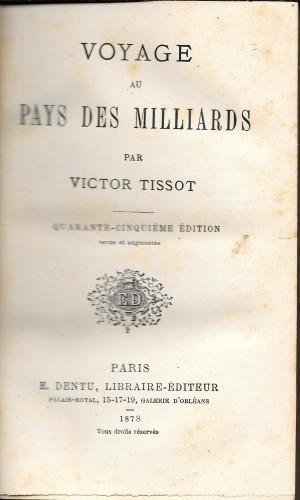 VOYAGE
AU
PAYS DES MILLIARDS
PAR
VICTOR TISSOT
QUARANTE-CINQUIÈME ÉDITION
revue et augmentée
ED
PARIS
E. DENTU, LIBRAIRE-ÉDITEUR
PALAIS-ROYAL, 15-17-19, GALERIE D'ORLÉANS
1878
Tous droits réservés